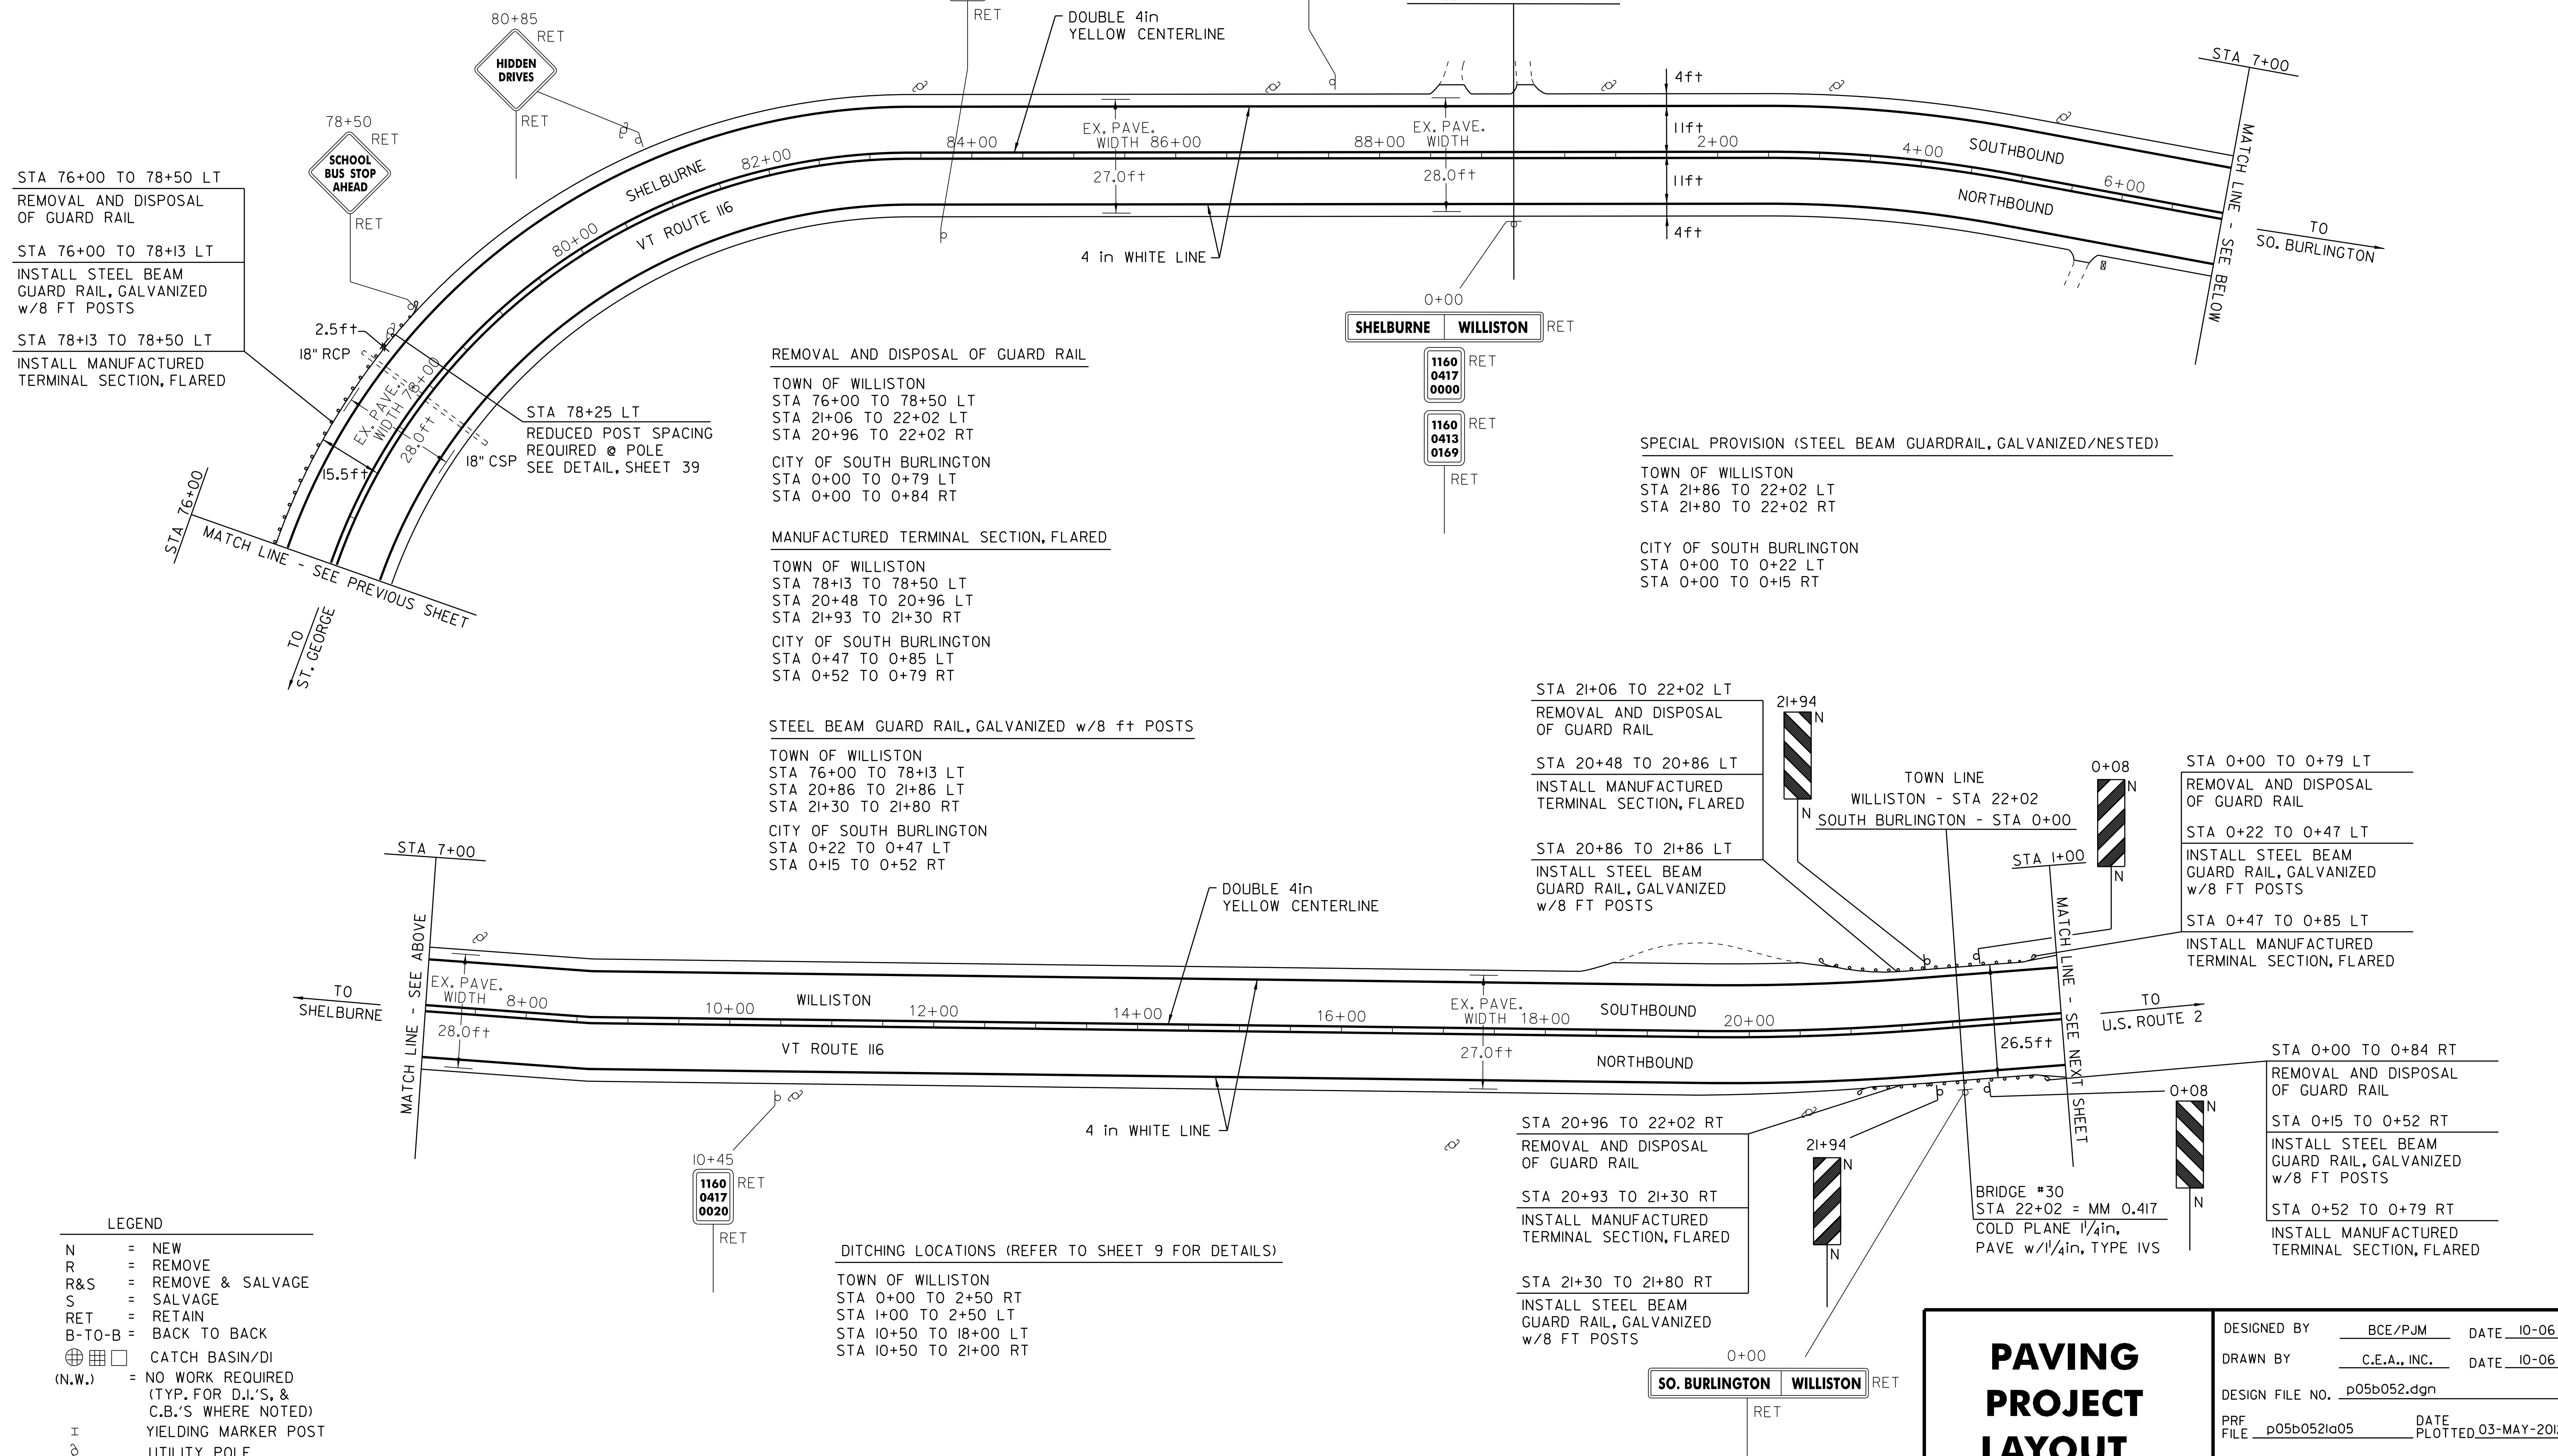 80+85
RET
HIDDEN
DRIVES
RET
78+50
RET
SCHOOL
BUS STOP
AHEAD
RET
RET
DOUBLE 4in
YELLOW CENTERLINE
STA 76+00 TO 78+50 LT
REMOVAL AND DISPOSAL
OF GUARD RAIL
STA 76+00 TO 78+13 LT
INSTALL STEEL BEAM
GUARD RAIL, GALVANIZED
w/8 FT POSTS
STA 78+13 TO 78+50 LT
INSTALL MANUFACTURED
TERMINAL SECTION, FLARED
2.5ft
18" RCP
EX. PAVE.
WIDTH 78+00
28.0ft
15.5ft
18" CSP
STA 78+25 LT
REDUCED POST SPACING
REQUIRED @ POLE
SEE DETAIL, SHEET 39
STA 76+00
MATCH LINE - SEE PREVIOUS SHEET
TO
ST. GEORGE
SHELBURNE
VT ROUTE 116
80+00
82+00
84+00
EX. PAVE.
WIDTH 86+00
27.0ft
88+00
EX. PAVE.
WIDTH
28.0ft
4ft
11ft
11ft
4ft
2+00
4+00
6+00
SOUTHBOUND
NORTHBOUND
4 in WHITE LINE
STA 7+00
MATCH LINE - SEE BELOW
TO
SO. BURLINGTON
0+00
SHELBURNE WILLISTON RET
1160
0417
0000
RET
1160
0413
0169
RET
RET
REMOVAL AND DISPOSAL OF GUARD RAIL
TOWN OF WILLISTON
STA 76+00 TO 78+50 LT
STA 21+06 TO 22+02 LT
STA 20+96 TO 22+02 RT
CITY OF SOUTH BURLINGTON
STA 0+00 TO 0+79 LT
STA 0+00 TO 0+84 RT
MANUFACTURED TERMINAL SECTION, FLARED
TOWN OF WILLISTON
STA 78+13 TO 78+50 LT
STA 20+48 TO 20+96 LT
STA 21+93 TO 21+30 RT
CITY OF SOUTH BURLINGTON
STA 0+47 TO 0+85 LT
STA 0+52 TO 0+79 RT
STEEL BEAM GUARD RAIL, GALVANIZED w/8 ft POSTS
TOWN OF WILLISTON
STA 76+00 TO 78+13 LT
STA 20+86 TO 21+86 LT
STA 21+30 TO 21+80 RT
CITY OF SOUTH BURLINGTON
STA 0+22 TO 0+47 LT
STA 0+15 TO 0+52 RT
SPECIAL PROVISION (STEEL BEAM GUARDRAIL, GALVANIZED/NESTED)
TOWN OF WILLISTON
STA 21+86 TO 22+02 LT
STA 21+80 TO 22+02 RT
CITY OF SOUTH BURLINGTON
STA 0+00 TO 0+22 LT
STA 0+00 TO 0+15 RT
STA 21+06 TO 22+02 LT
REMOVAL AND DISPOSAL
OF GUARD RAIL
STA 20+48 TO 20+86 LT
INSTALL MANUFACTURED
TERMINAL SECTION, FLARED
STA 20+86 TO 21+86 LT
INSTALL STEEL BEAM
GUARD RAIL, GALVANIZED
w/8 FT POSTS
21+94
N
N
TOWN LINE
WILLISTON - STA 22+02
SOUTH BURLINGTON - STA 0+00
0+08
N
N
STA 0+00 TO 0+79 LT
REMOVAL AND DISPOSAL
OF GUARD RAIL
STA 0+22 TO 0+47 LT
INSTALL STEEL BEAM
GUARD RAIL, GALVANIZED
w/8 FT POSTS
STA 0+47 TO 0+85 LT
INSTALL MANUFACTURED
TERMINAL SECTION, FLARED
STA 7+00
MATCH LINE - SEE ABOVE
TO
SHELBURNE
EX. PAVE.
WIDTH
28.0ft
8+00
10+00
12+00
14+00
16+00
18+00
20+00
WILLISTON
VT ROUTE 116
DOUBLE 4in
YELLOW CENTERLINE
4 in WHITE LINE
EX. PAVE.
WIDTH
27.0ft
SOUTHBOUND
NORTHBOUND
26.5ft
STA 1+00
MATCH LINE - SEE NEXT SHEET
TO
U.S. ROUTE 2
10+45
1160
0417
0020
RET
RET
STA 20+96 TO 22+02 RT
REMOVAL AND DISPOSAL
OF GUARD RAIL
STA 20+93 TO 21+30 RT
INSTALL MANUFACTURED
TERMINAL SECTION, FLARED
STA 21+30 TO 21+80 RT
INSTALL STEEL BEAM
GUARD RAIL, GALVANIZED
w/8 FT POSTS
21+94
N
N
BRIDGE #30
STA 22+02 = MM 0.417
COLD PLANE 1 1/4in,
PAVE w/1 1/4in, TYPE IVS
0+08
N
N
STA 0+00 TO 0+84 RT
REMOVAL AND DISPOSAL
OF GUARD RAIL
STA 0+15 TO 0+52 RT
INSTALL STEEL BEAM
GUARD RAIL, GALVANIZED
w/8 FT POSTS
STA 0+52 TO 0+79 RT
INSTALL MANUFACTURED
TERMINAL SECTION, FLARED
0+00
SO. BURLINGTON WILLISTON RET
RET
DITCHING LOCATIONS (REFER TO SHEET 9 FOR DETAILS)
TOWN OF WILLISTON
STA 0+00 TO 2+50 RT
STA 1+00 TO 2+50 LT
STA 10+50 TO 18+00 LT
STA 10+50 TO 21+00 RT
LEGEND
N = NEW
R = REMOVE
R&S = REMOVE & SALVAGE
S = SALVAGE
RET = RETAIN
B-TO-B = BACK TO BACK
CATCH BASIN/DI
(N.W.) = NO WORK REQUIRED
(TYP. FOR D.I.'S, &
C.B.'S WHERE NOTED)
YIELDING MARKER POST
UTILITY POLE
PAVING
PROJECT
LAYOUT
DESIGNED BY BCE/PJM DATE 10-06
DRAWN BY C.E.A., INC. DATE 10-06
DESIGN FILE NO. p05b052.dgn
PRF
FILE p05b052la05 DATE
PLOTTED 03-MAY-201